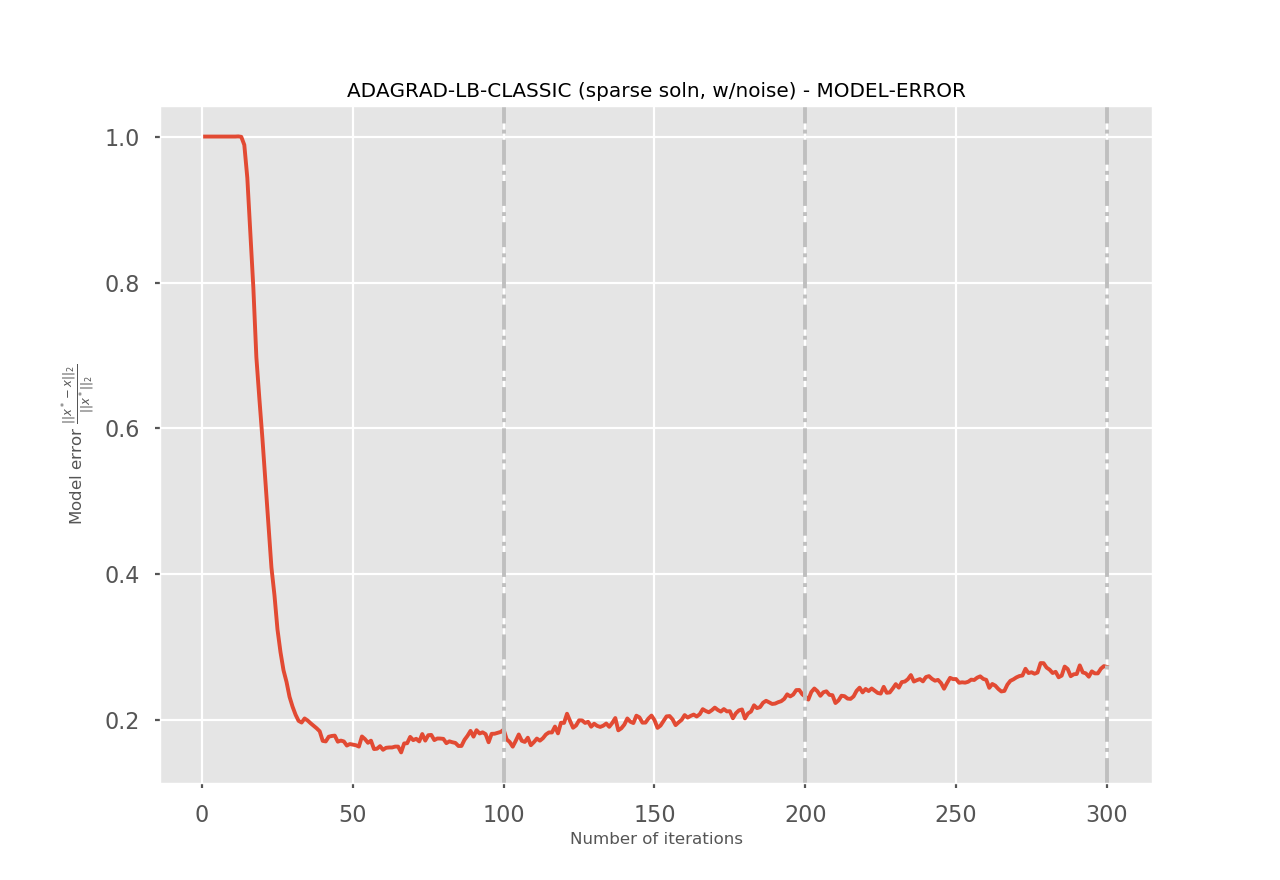 ADAGRAD-LB-CLASSIC (sparse soln, w/noise) - MODEL-ERROR
1.0
0.8
0.6
0.4
0.2
Model error ||x* − x||₂ / ||x*||₂
0 50 100 150 200 250 300
Number of iterations